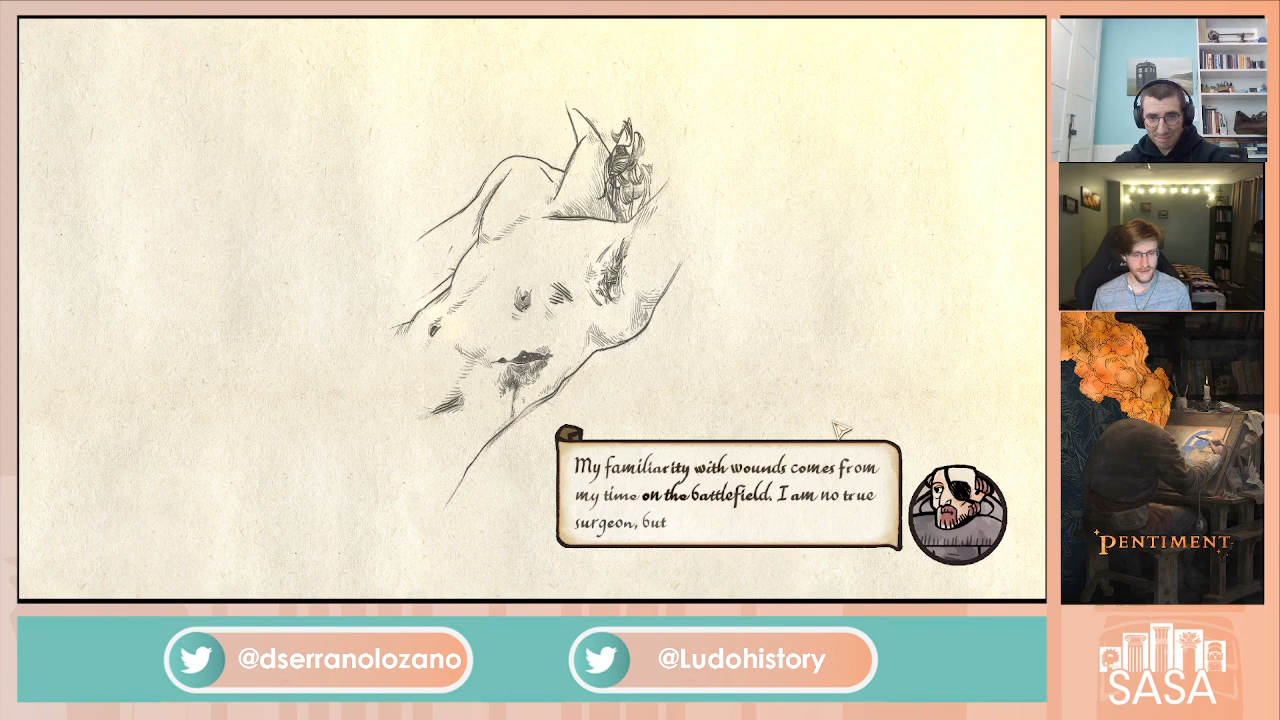 My familiarity with wounds comes from
my time on the battlefield. I am no true
surgeon, but
PENTIMENT
@dserranolozano
@Ludohistory
SASA